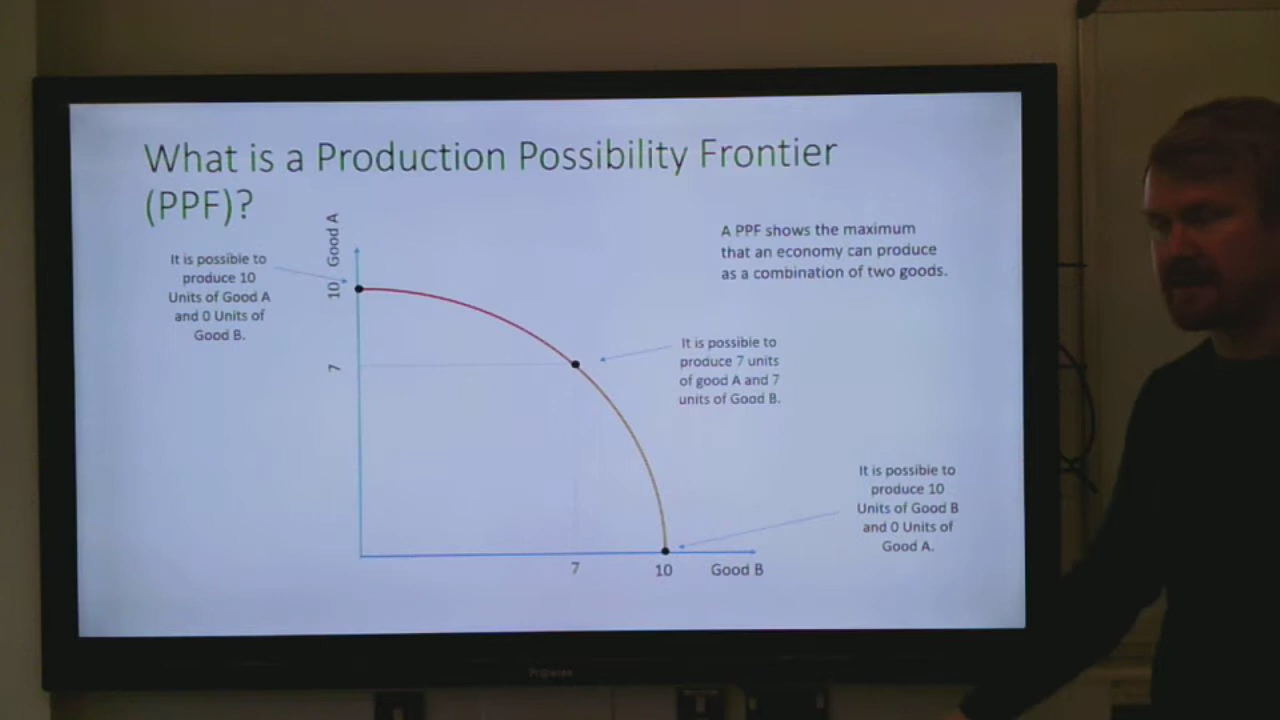 What is a Production Possibility Frontier
(PPF)?
Good A
It is possible to
produce 10
Units of Good A
and 0 Units of
Good B.
10
7
A PPF shows the maximum
that an economy can produce
as a combination of two goods.
It is possible to
produce 7 units
of good A and 7
units of Good B.
It is possible to
produce 10
Units of Good B
and 0 Units of
Good A.
7
10
Good B